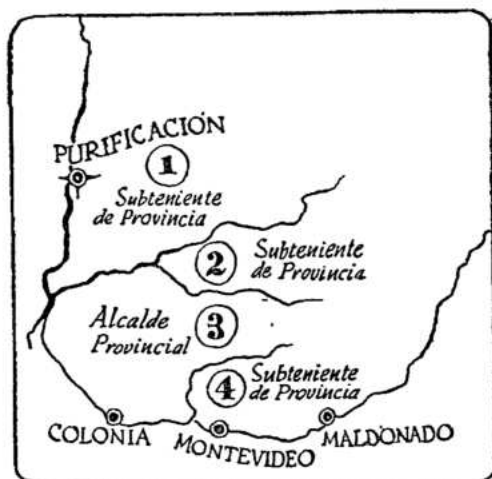 PURIFICACIÓN
1
Subteniente
de Provincia
2
Subteniente
de Provincia
Alcalde
Provincial
3
4
Subteniente
de Provincia
COLONIA
MONTEVIDEO
MALDONADO